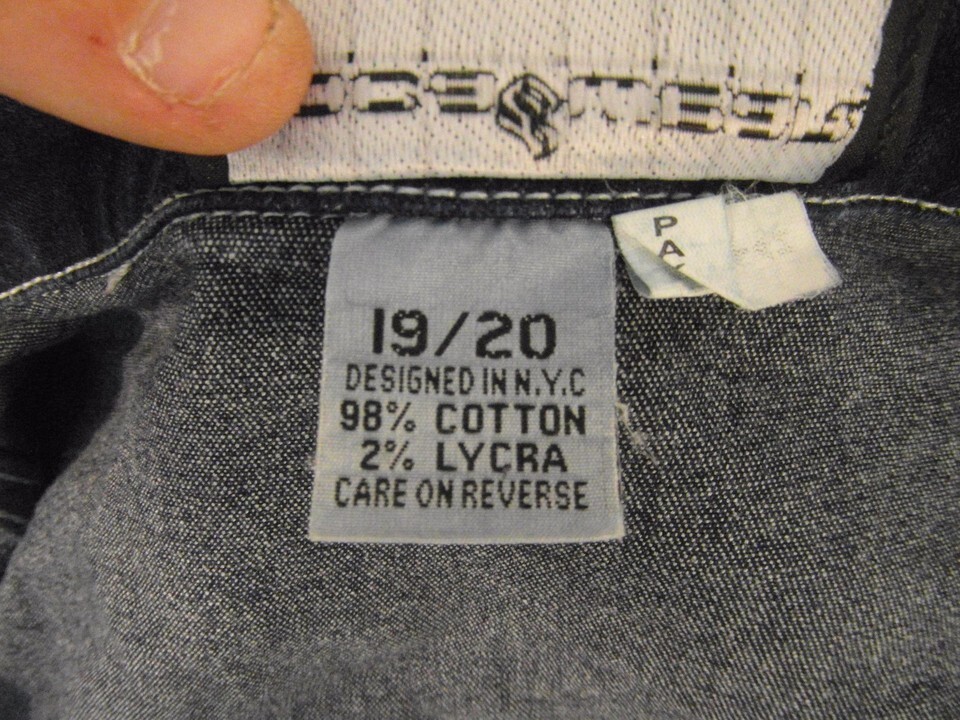 19/20
DESIGNED IN N.Y.C
98% COTTON
2% LYCRA
CARE ON REVERSE
P